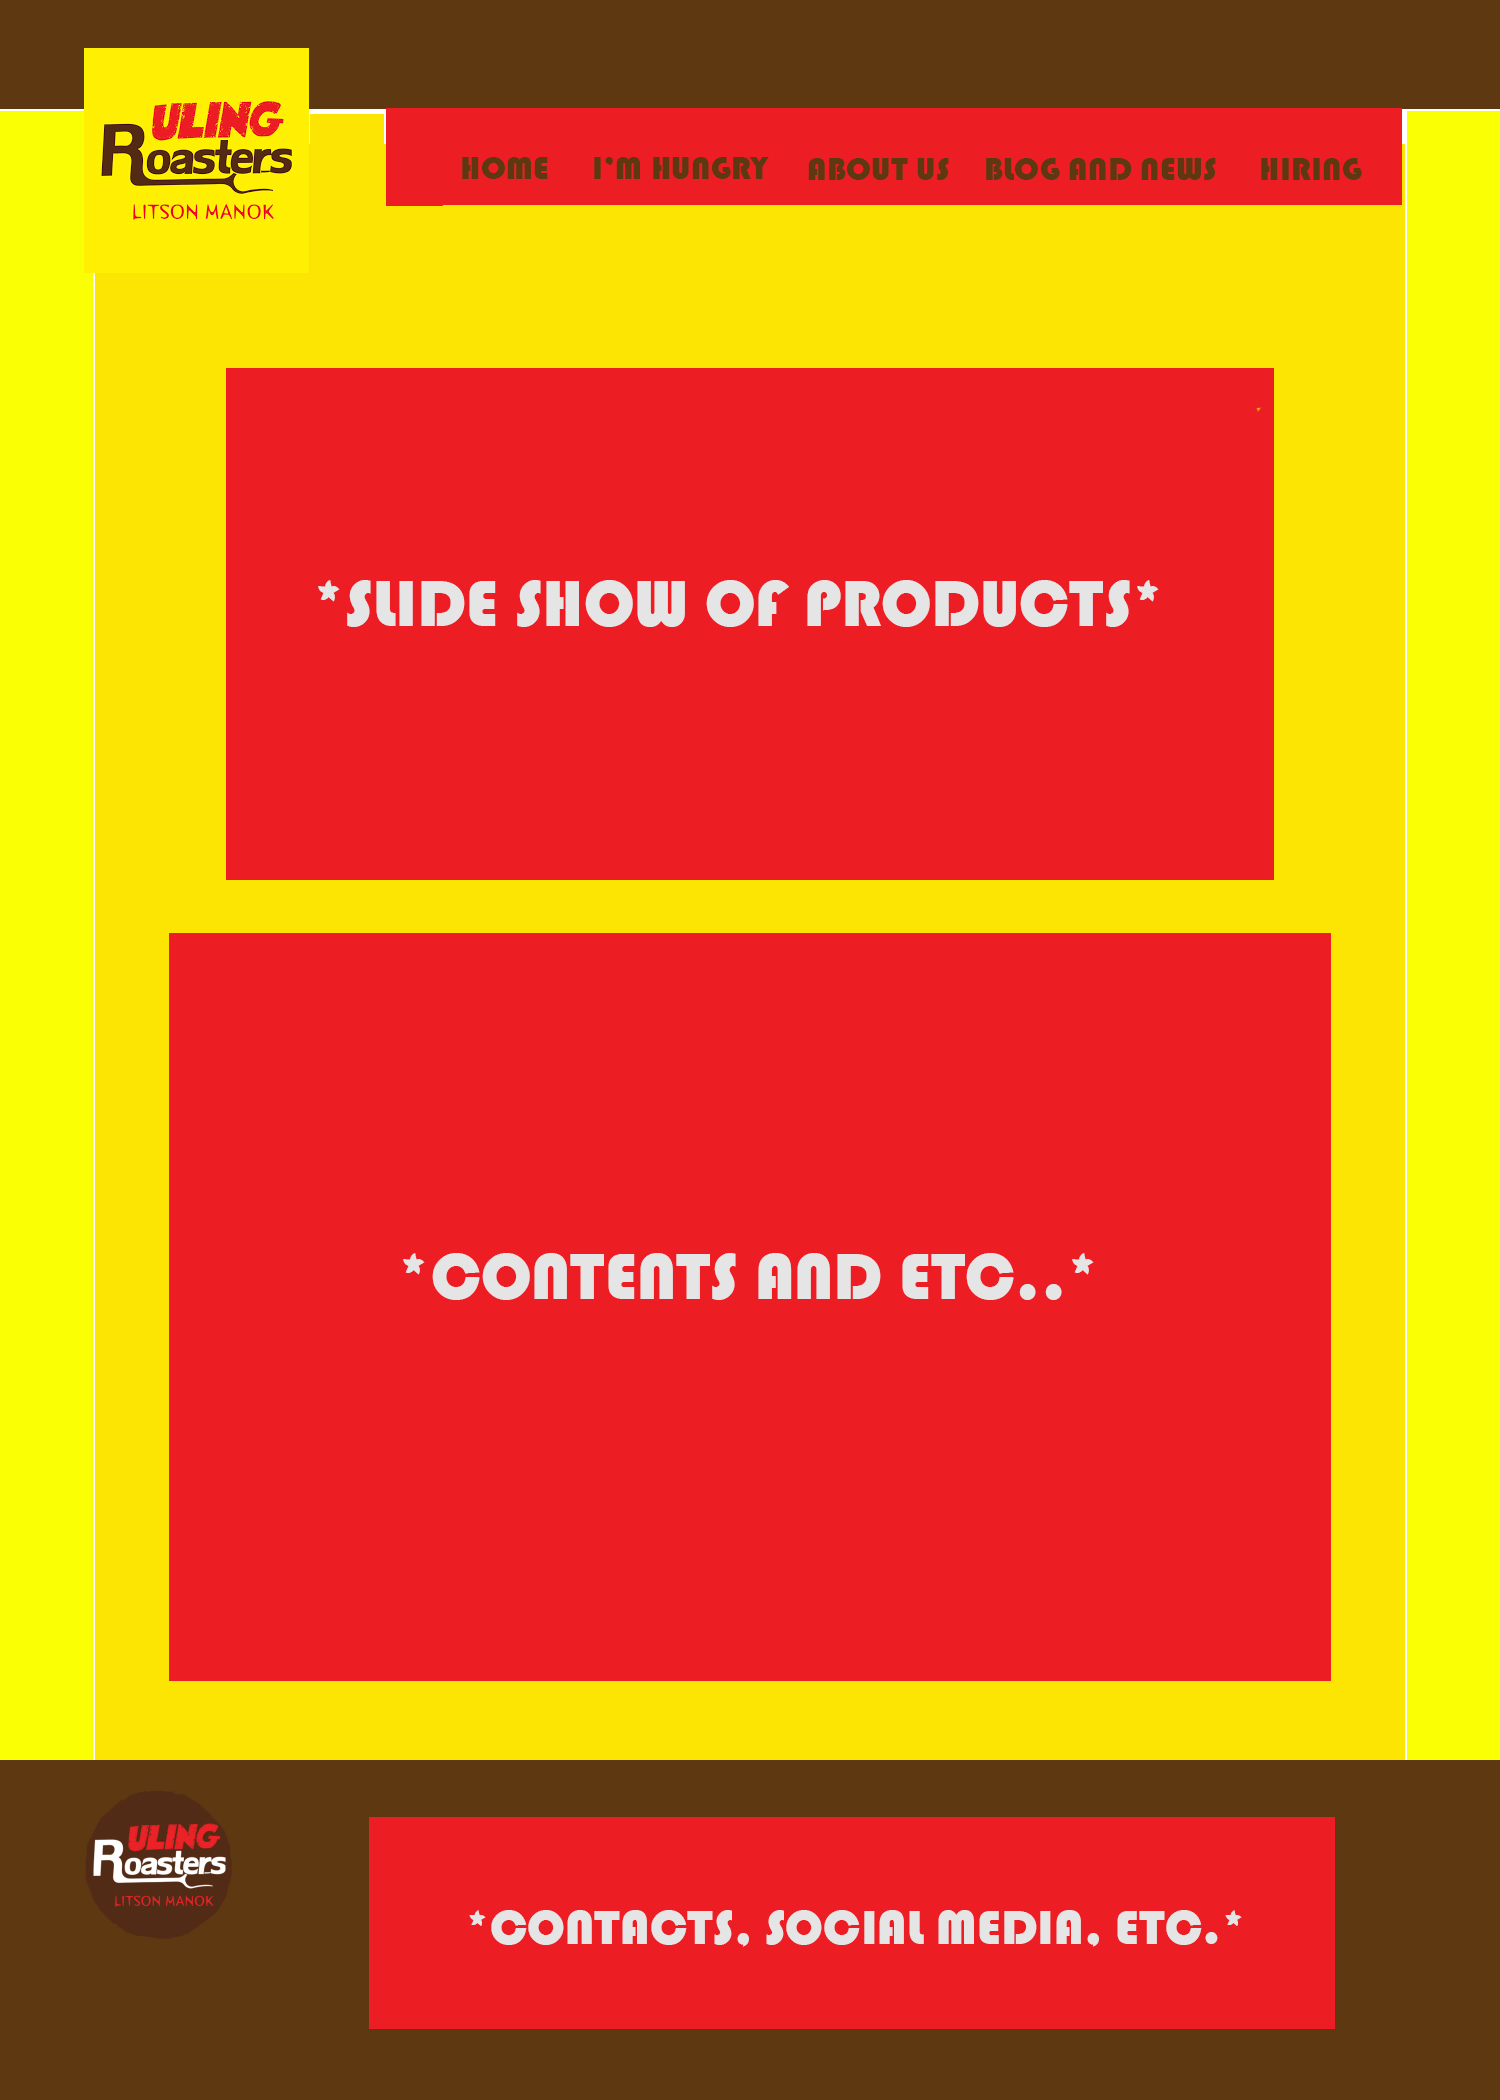 ULING
Roasters
LITSON MANOK
HOME I'M HUNGRY ABOUT US BLOG AND NEWS HIRING
*SLIDE SHOW OF PRODUCTS*
*CONTENTS AND ETC..*
ULING
Roasters
LITSON MANOK
*CONTACTS, SOCIAL MEDIA, ETC.*